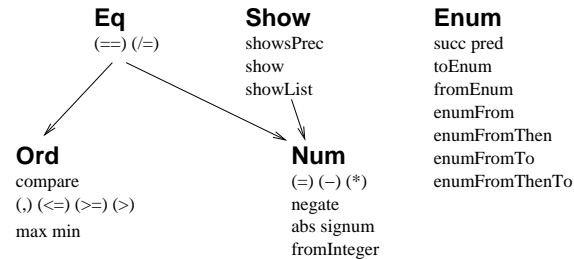 Eq
(==) (/=)
Show
showsPrec
show
showList
Enum
succ pred
toEnum
fromEnum
enumFrom
enumFromThen
enumFromTo
enumFromThenTo
Ord
compare
(,) (<=) (>=) (>)
max min
Num
(=) (−) (*)
negate
abs signum
fromInteger